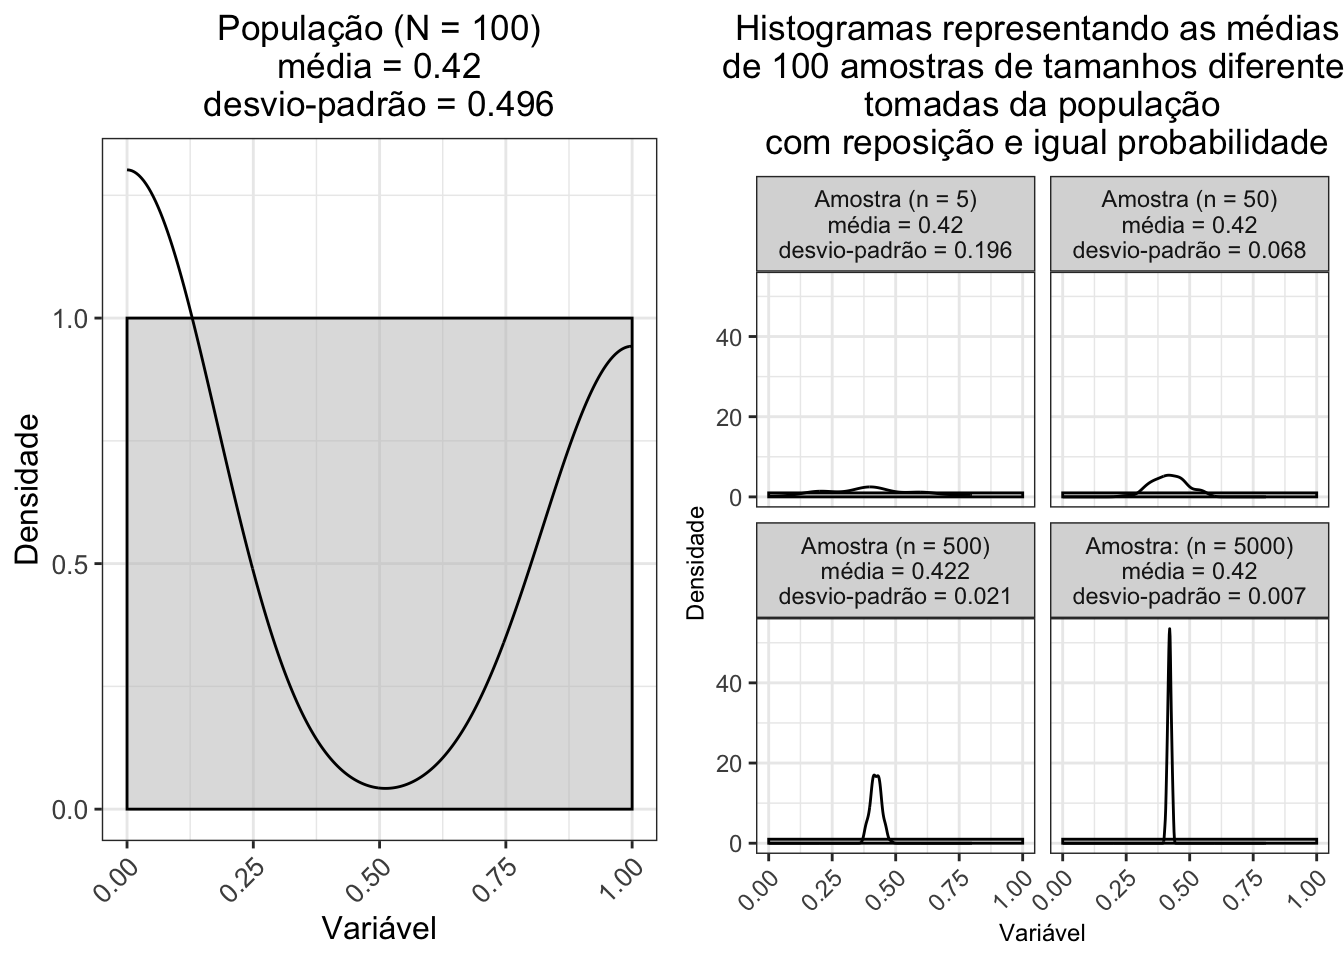 População (N = 100)
média = 0.42
desvio-padrão = 0.496
Densidade
1.0
0.5
0.0
0.00
0.25
0.50
0.75
1.00
Variável
Histogramas representando as médias
de 100 amostras de tamanhos diferente
tomadas da população
com reposição e igual probabilidade
Amostra (n = 5)
média = 0.42
desvio-padrão = 0.196
Amostra (n = 50)
média = 0.42
desvio-padrão = 0.068
40
20
0
Densidade
Amostra (n = 500)
média = 0.422
desvio-padrão = 0.021
Amostra: (n = 5000)
média = 0.42
desvio-padrão = 0.007
40
20
0
0.00
0.25
0.50
0.75
1.00
0.00
0.25
0.50
0.75
1.00
Variável